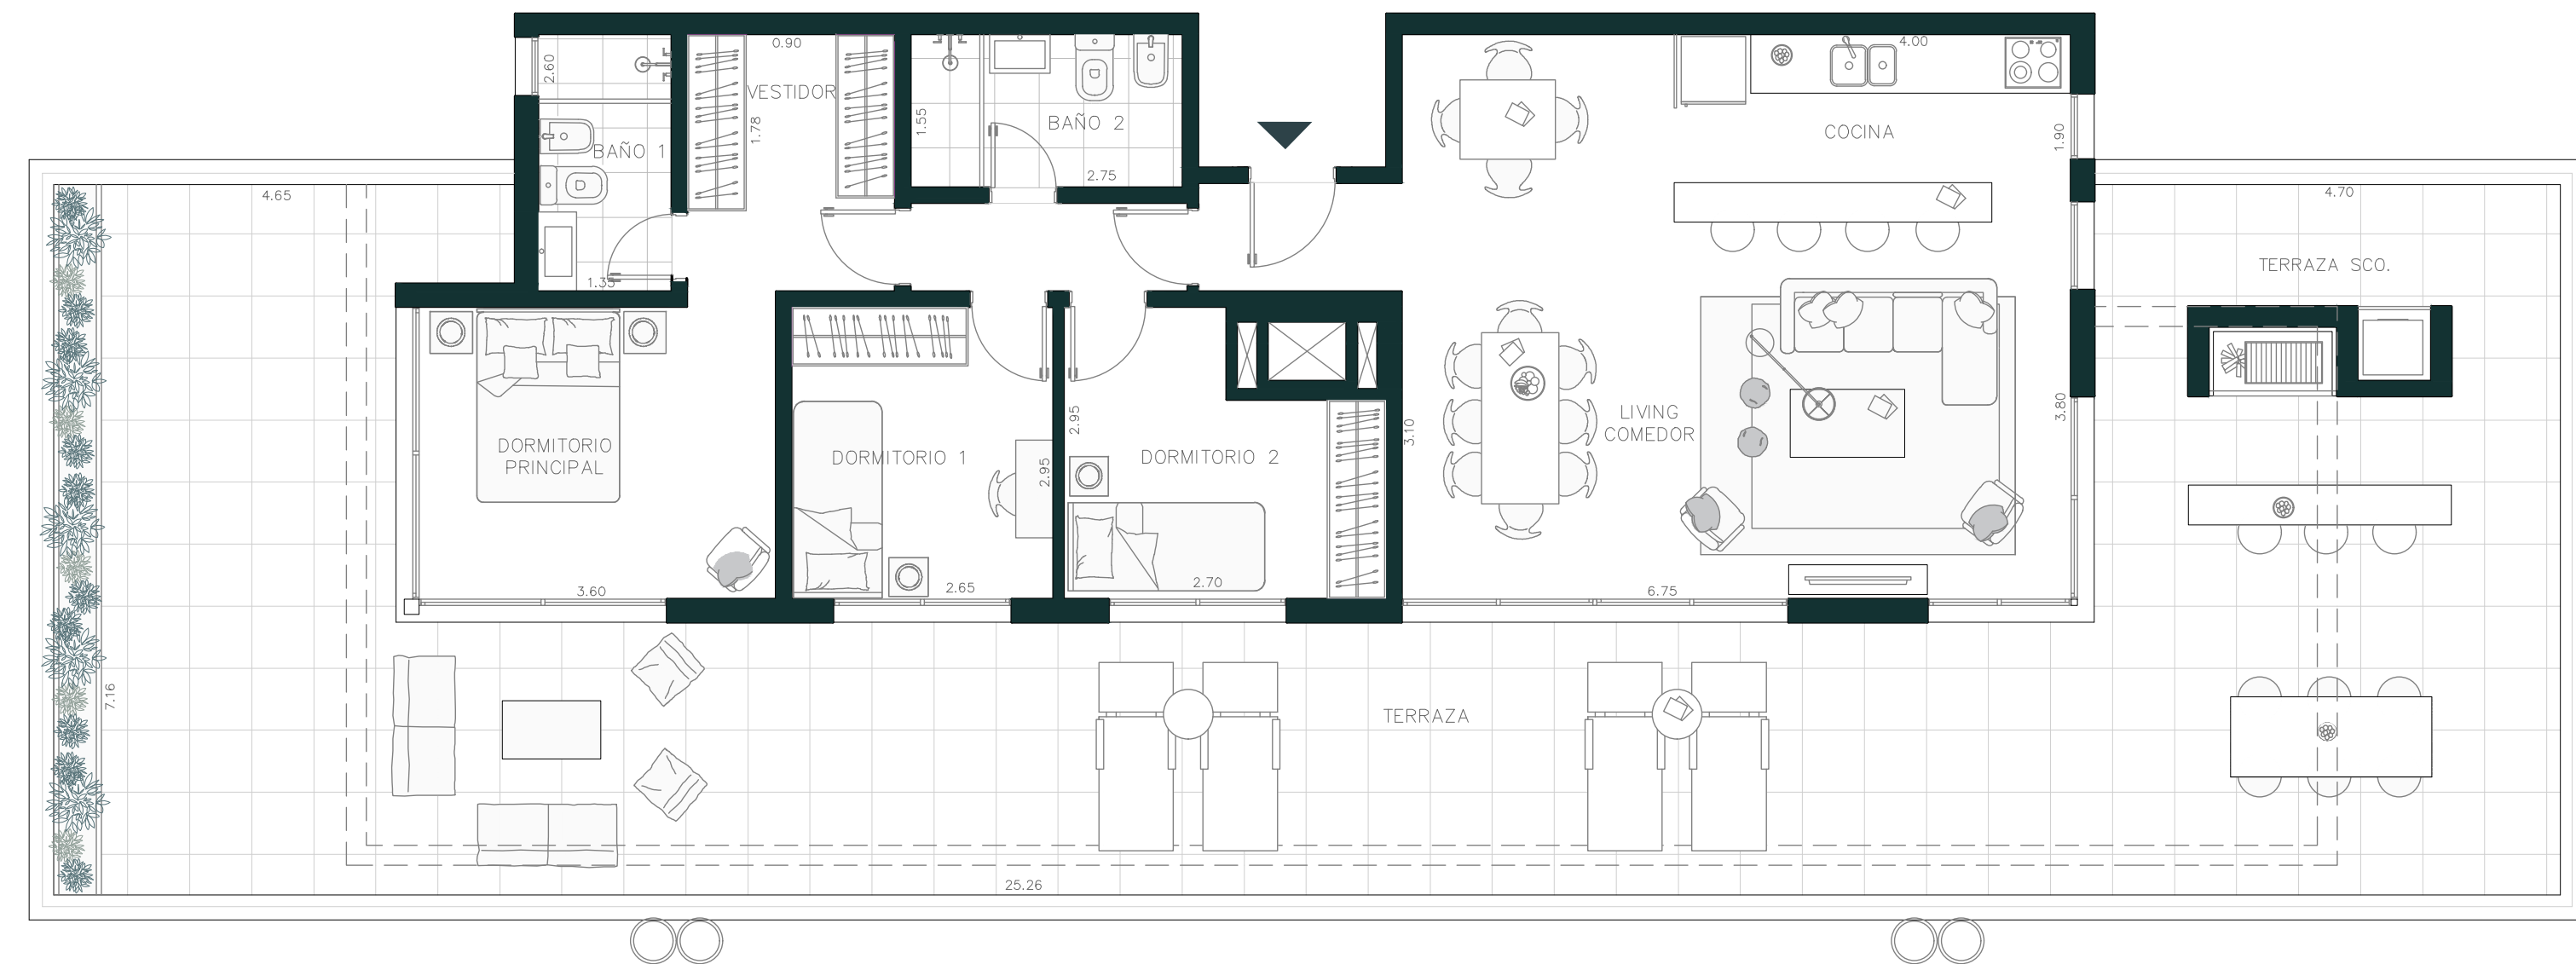 0.90
4.00
2.60
VESTIDOR
1.78
1.55
BAÑO 2
COCINA
1.90
BAÑO 1
2.75
4.65
4.70
TERRAZA SCO.
1.35
LIVING
COMEDOR
3.80
2.95
3.10
DORMITORIO
PRINCIPAL
DORMITORIO 1
2.95
DORMITORIO 2
3.60
2.65
2.70
6.75
7.16
TERRAZA
25.26